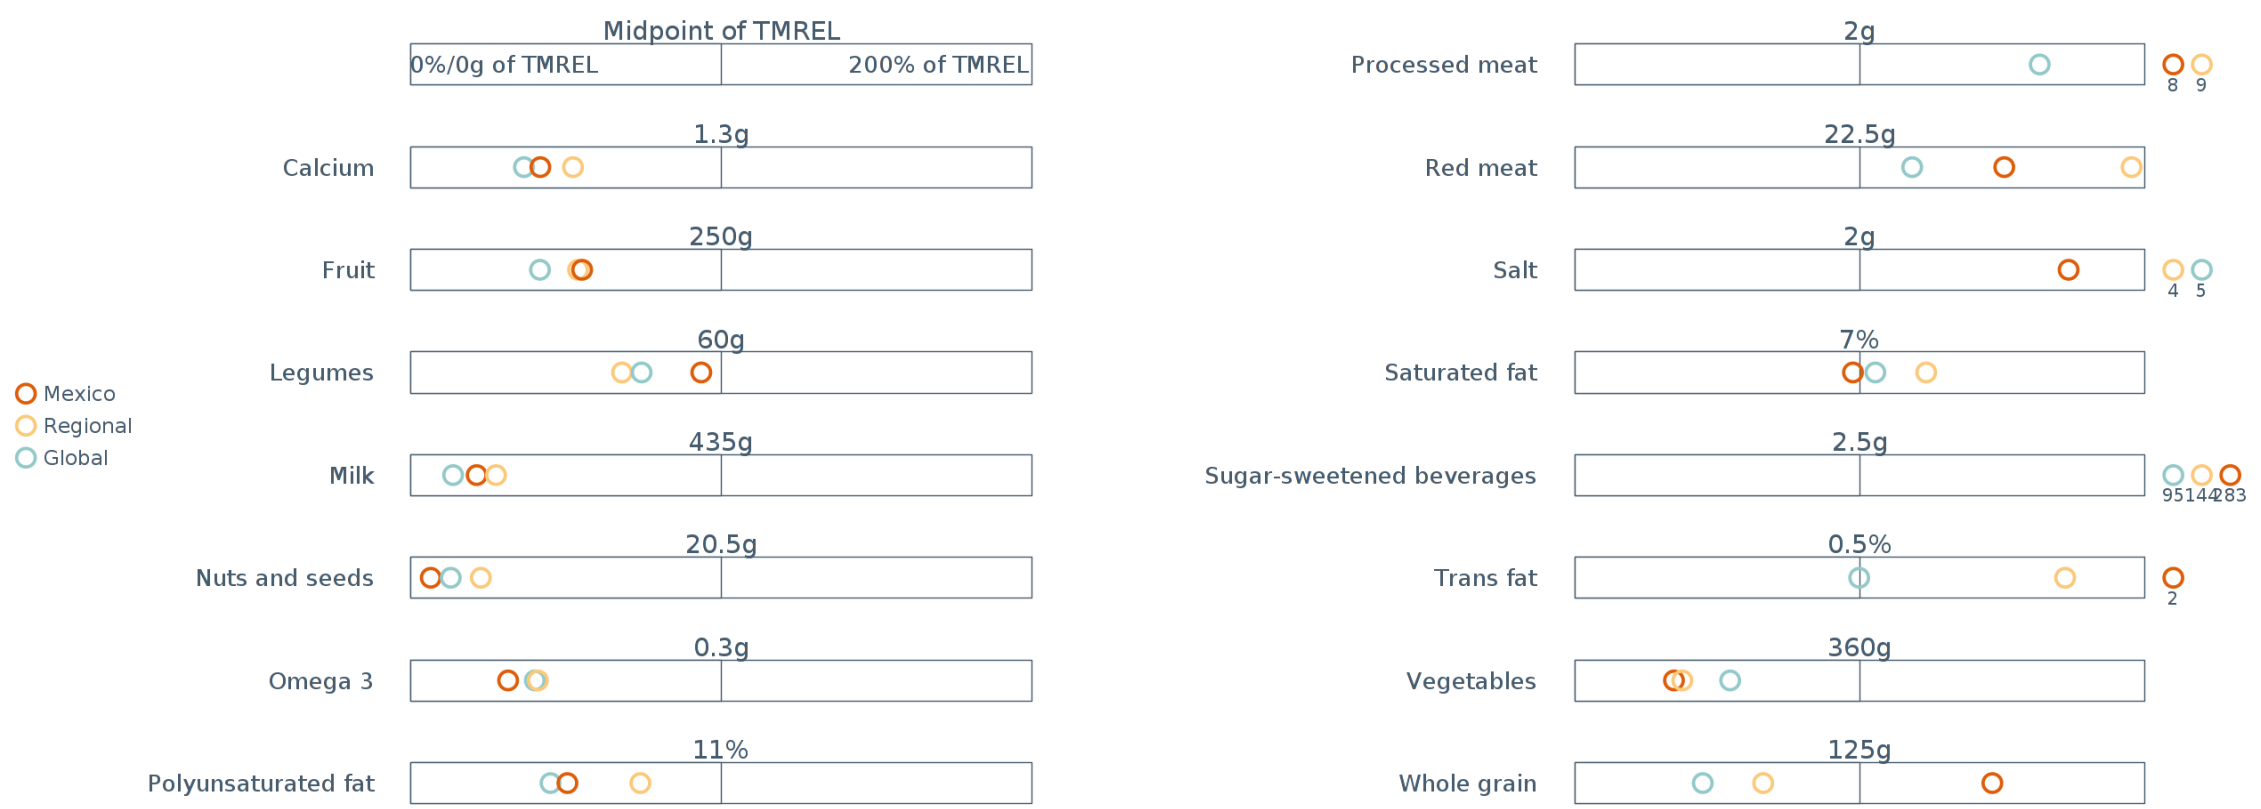 Midpoint of TMREL
0%/0g of TMREL
200% of TMREL
1.3g
Calcium
250g
Fruit
60g
Legumes
435g
Milk
20.5g
Nuts and seeds
0.3g
Omega 3
11%
Polyunsaturated fat
Mexico
Regional
Global
2g
Processed meat
8 9
22.5g
Red meat
2g
Salt
4 5
7%
Saturated fat
2.5g
Sugar-sweetened beverages
95 144 283
0.5%
Trans fat
2
360g
Vegetables
125g
Whole grain